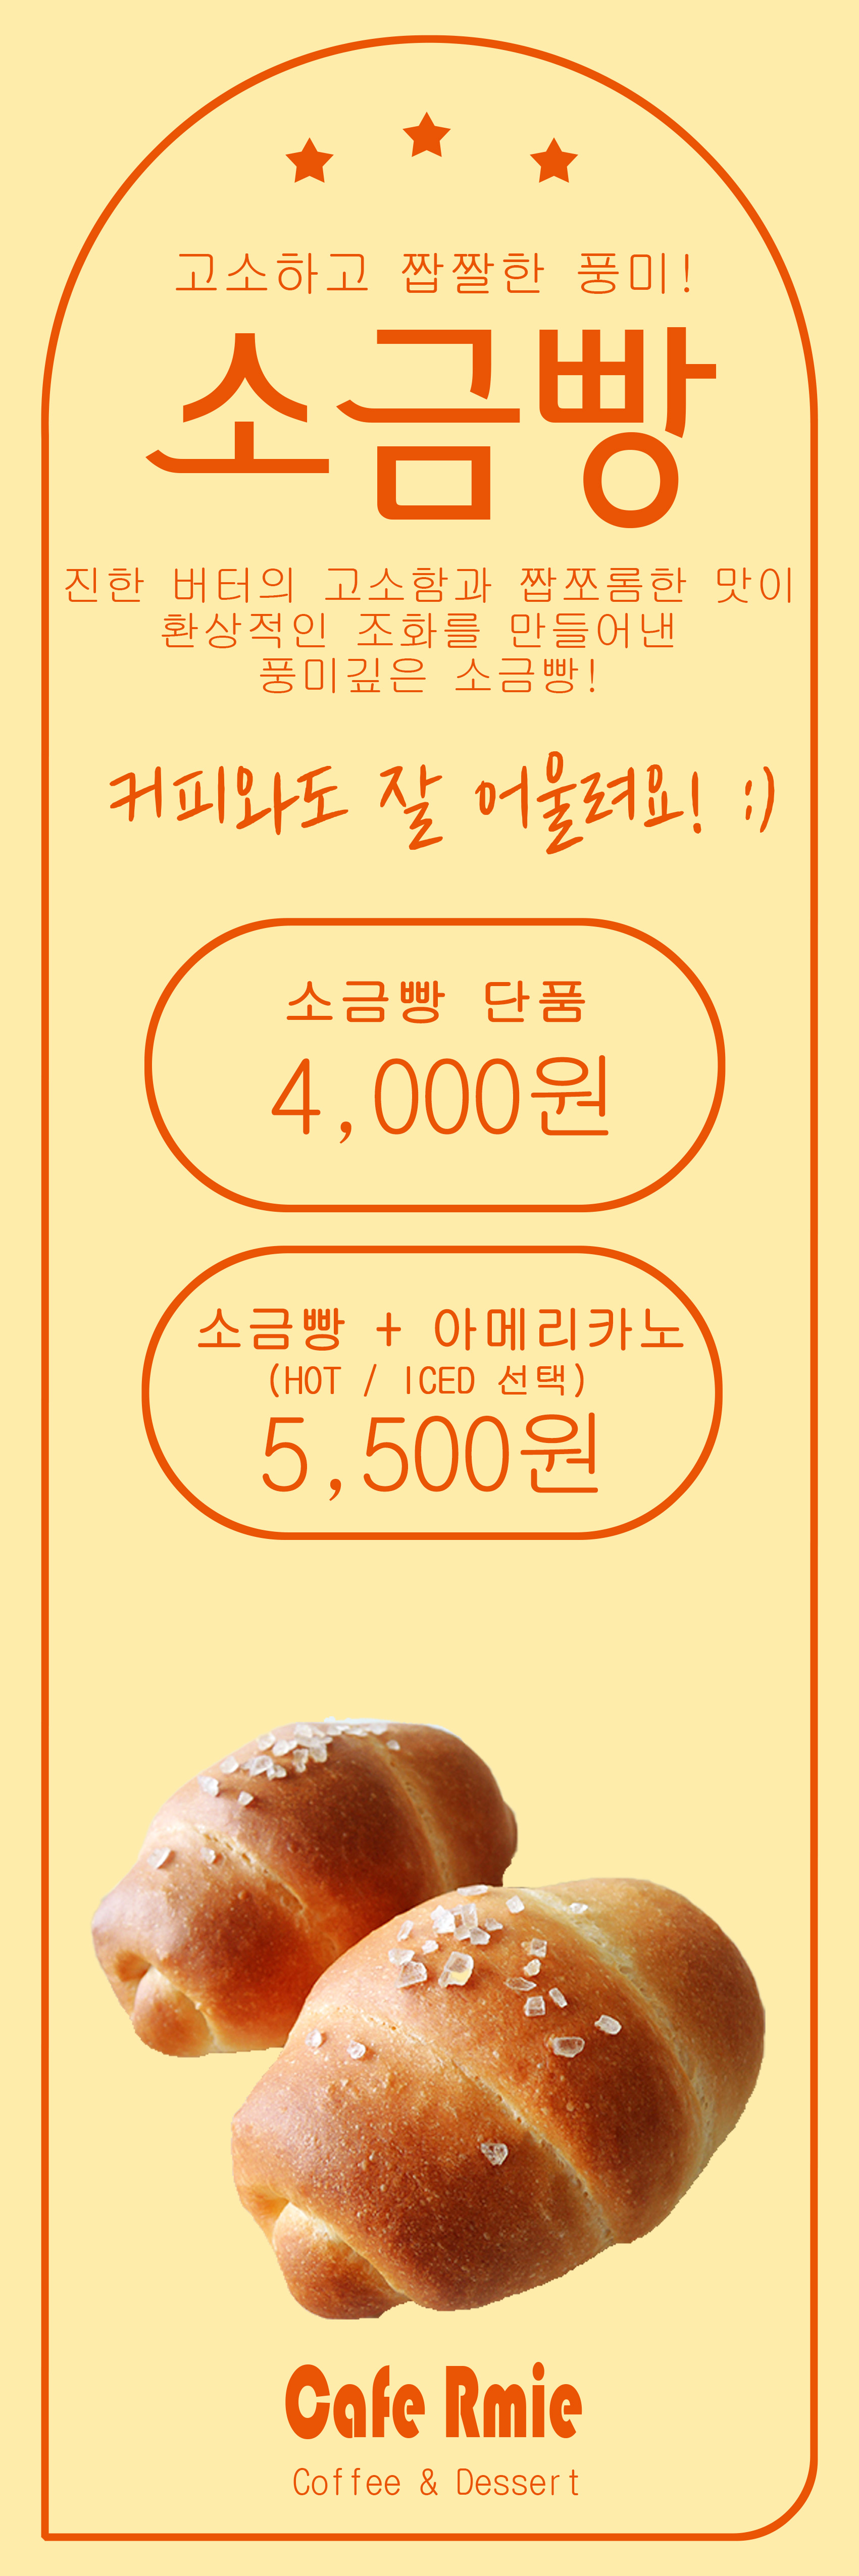 고소하고 짭짤한 풍미!
소금빵
진한 버터의 고소함과 짭쪼롬한 맛이
환상적인 조화를 만들어낸
풍미깊은 소금빵!
커피와도 잘 어울려요! :)
소금빵 단품
4,000원
소금빵 + 아메리카노
(HOT / ICED 선택)
5,500원
Cafe Rmie
Coffee & Dessert